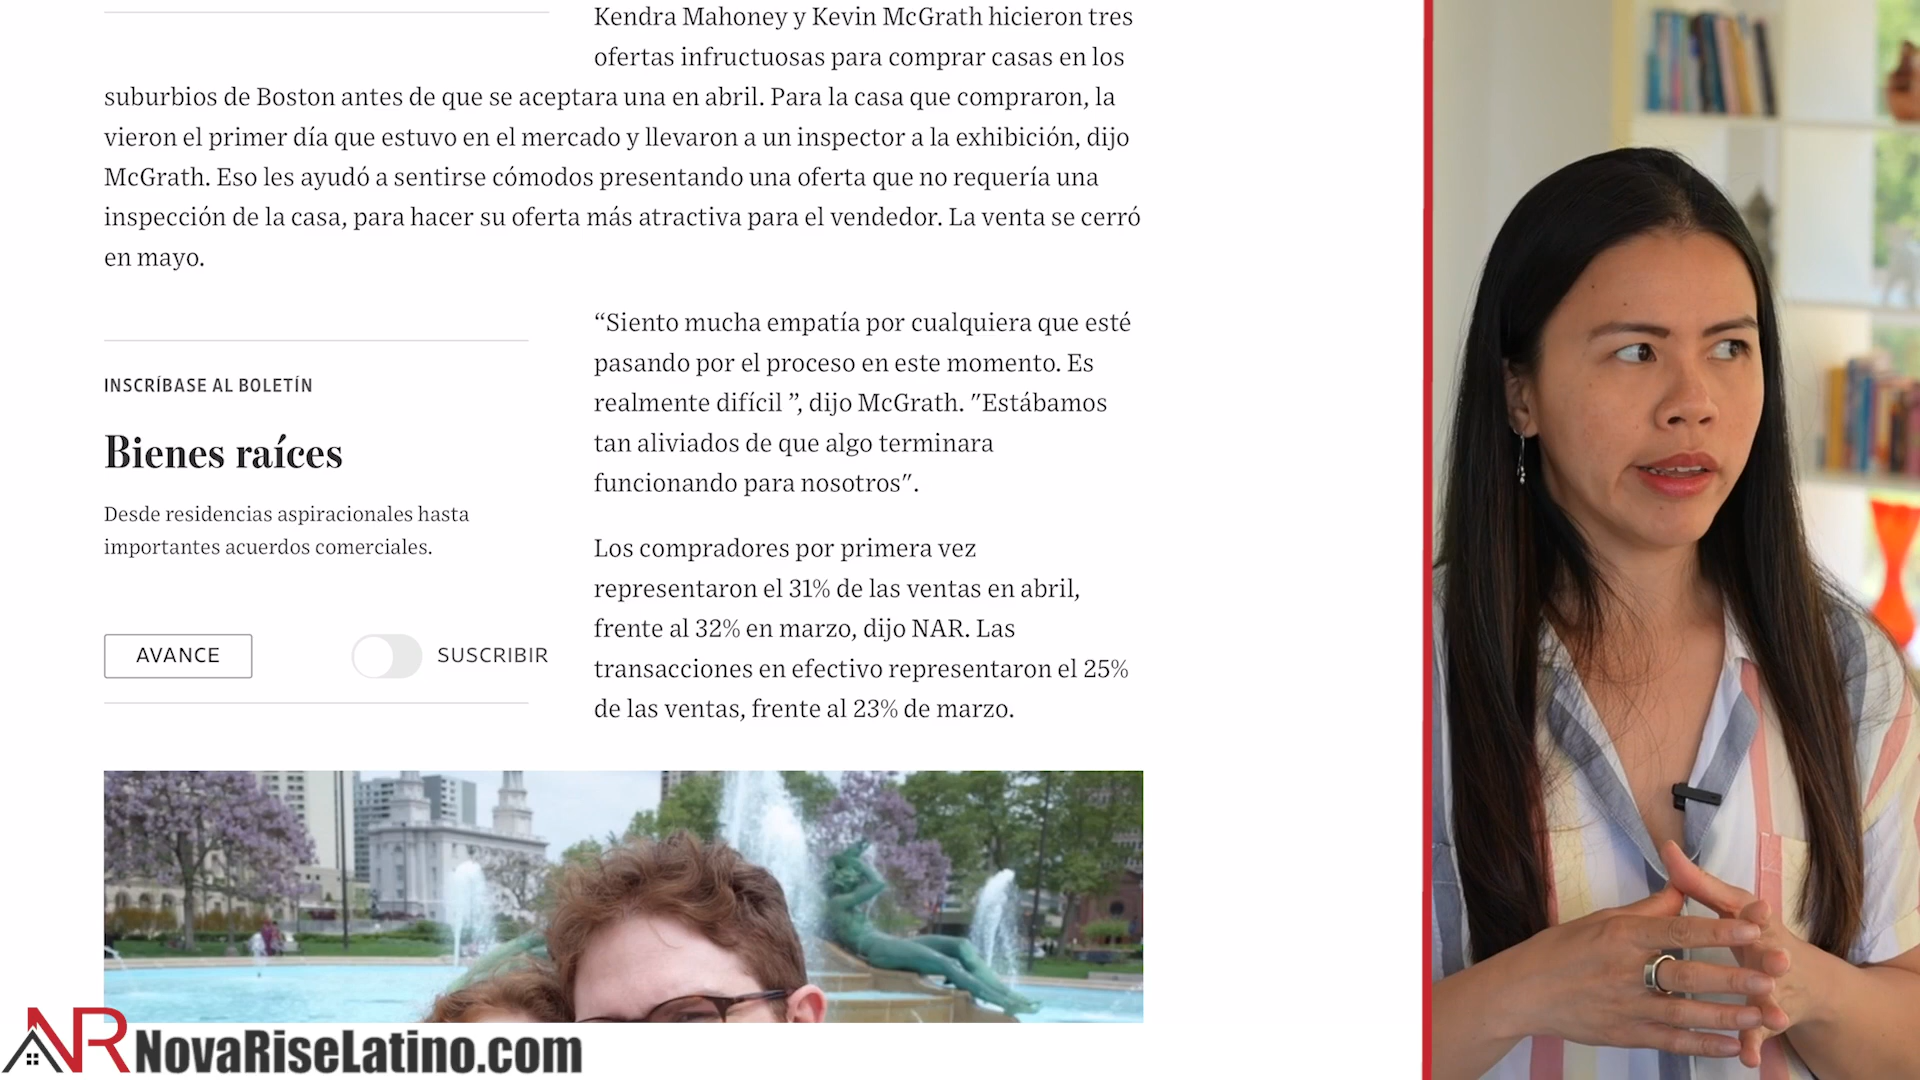 Kendra Mahoney y Kevin McGrath hicieron tres
ofertas infructuosas para comprar casas en los
suburbios de Boston antes de que se aceptara una en abril. Para la casa que compraron, la
vieron el primer día que estuvo en el mercado y llevaron a un inspector a la exhibición, dijo
McGrath. Eso les ayudó a sentirse cómodos presentando una oferta que no requería una
inspección de la casa, para hacer su oferta más atractiva para el vendedor. La venta se cerró
en mayo.
INSCRÍBASE AL BOLETÍN
Bienes raíces
Desde residencias aspiracionales hasta
importantes acuerdos comerciales.
AVANCE
SUSCRIBIR
“Siento mucha empatía por cualquiera que esté
pasando por el proceso en este momento. Es
realmente difícil ”, dijo McGrath. "Estábamos
tan aliviados de que algo terminara
funcionando para nosotros".
Los compradores por primera vez
representaron el 31% de las ventas en abril,
frente al 32% en marzo, dijo NAR. Las
transacciones en efectivo representaron el 25%
de las ventas, frente al 23% de marzo.
NR NovaRiseLatino.com